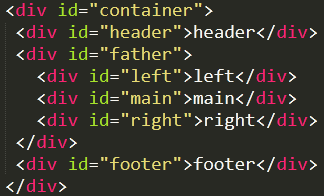 <div id="container">
<div id="header">header</div>
<div id="father">
<div id="left">left</div>
<div id="main">main</div>
<div id="right">right</div>
</div>
<div id="footer">footer</div>
</div>